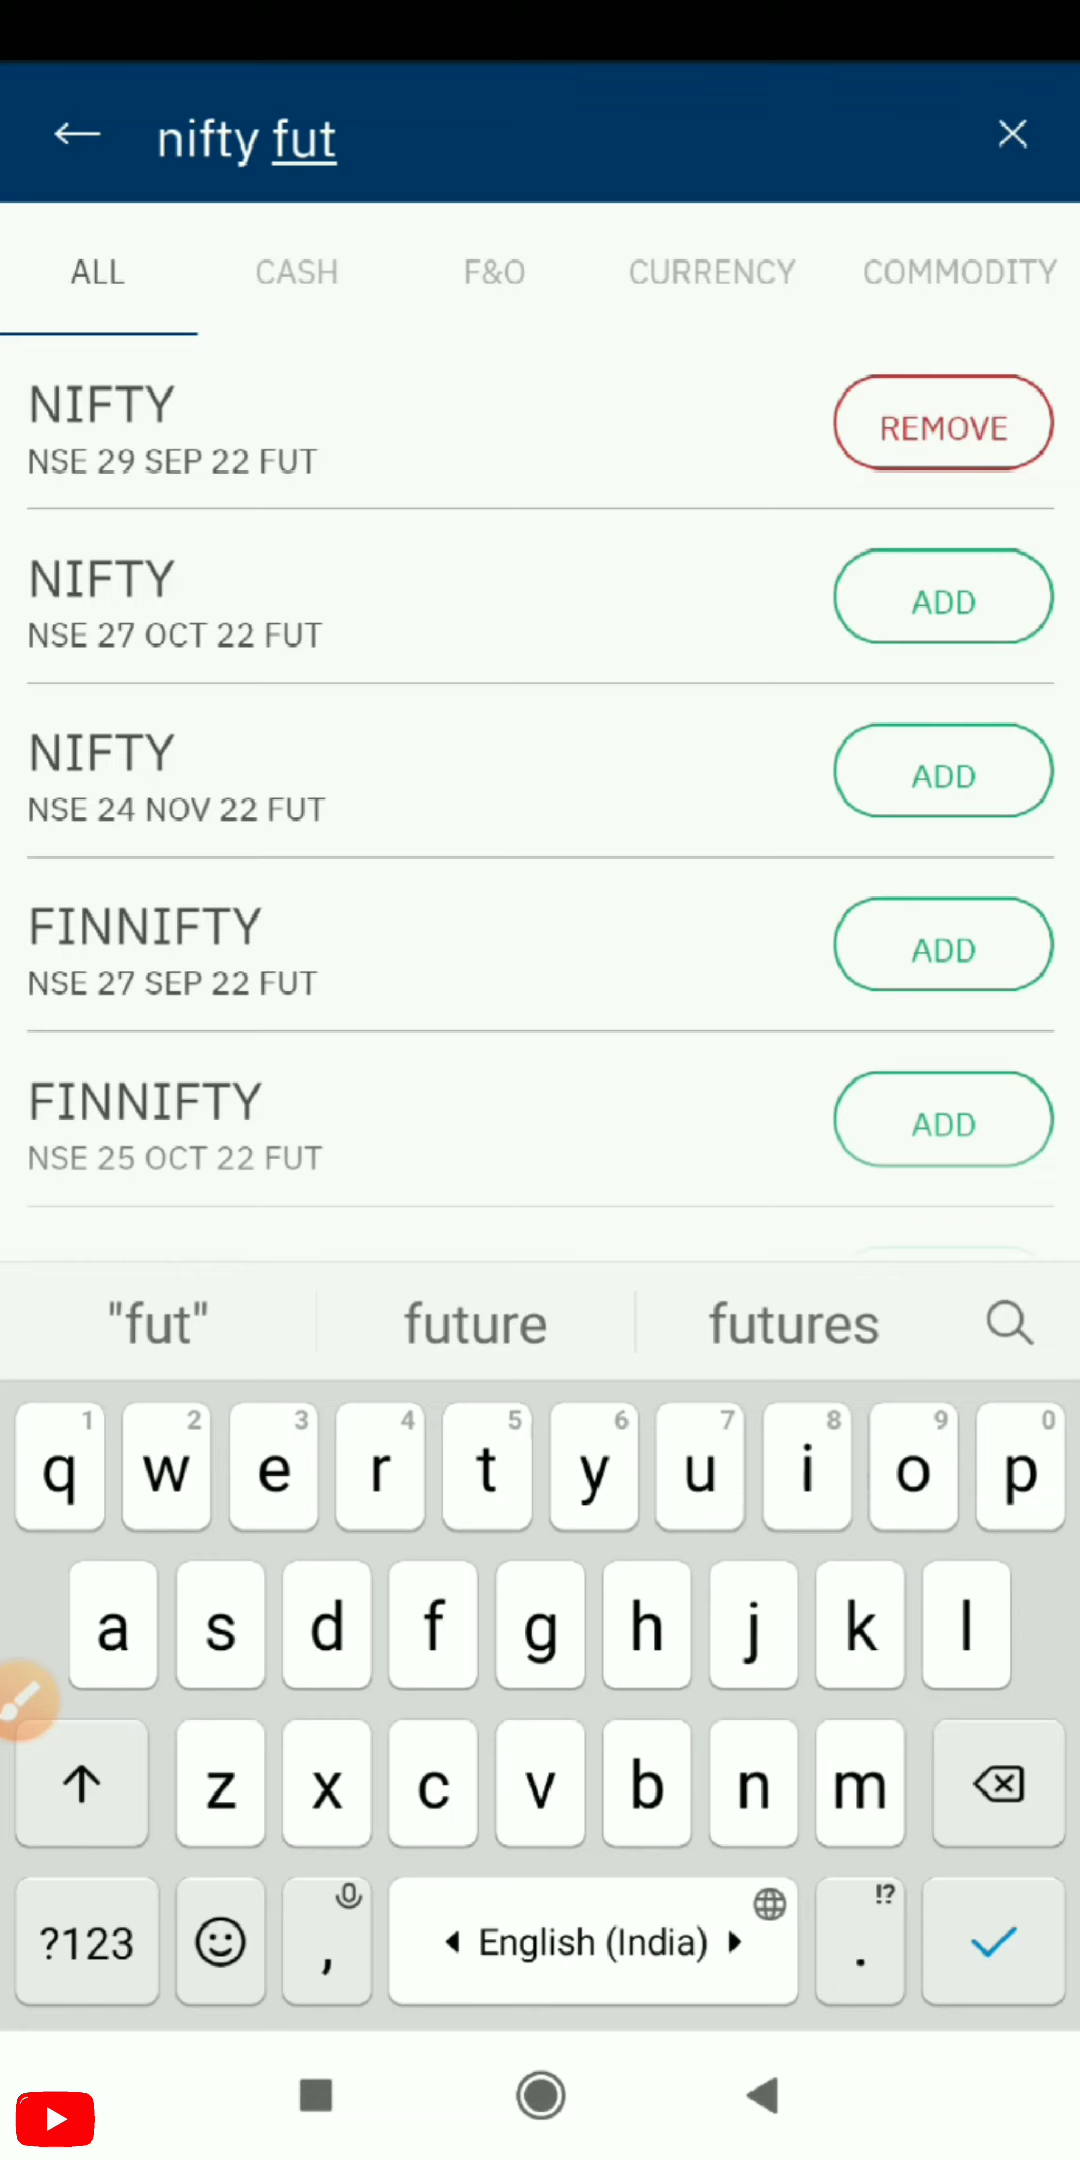 nifty fut
ALL CASH F&O CURRENCY COMMODITY
NIFTY
NSE 29 SEP 22 FUT
REMOVE
NIFTY
NSE 27 OCT 22 FUT
ADD
NIFTY
NSE 24 NOV 22 FUT
ADD
FINNIFTY
NSE 27 SEP 22 FUT
ADD
FINNIFTY
NSE 25 OCT 22 FUT
ADD
"fut" future futures
1 2 3 4 5 6 7 8 9 0
q w e r t y u i o p
a s d f g h j k l
z x c v b n m
?123 , English (India) . !?